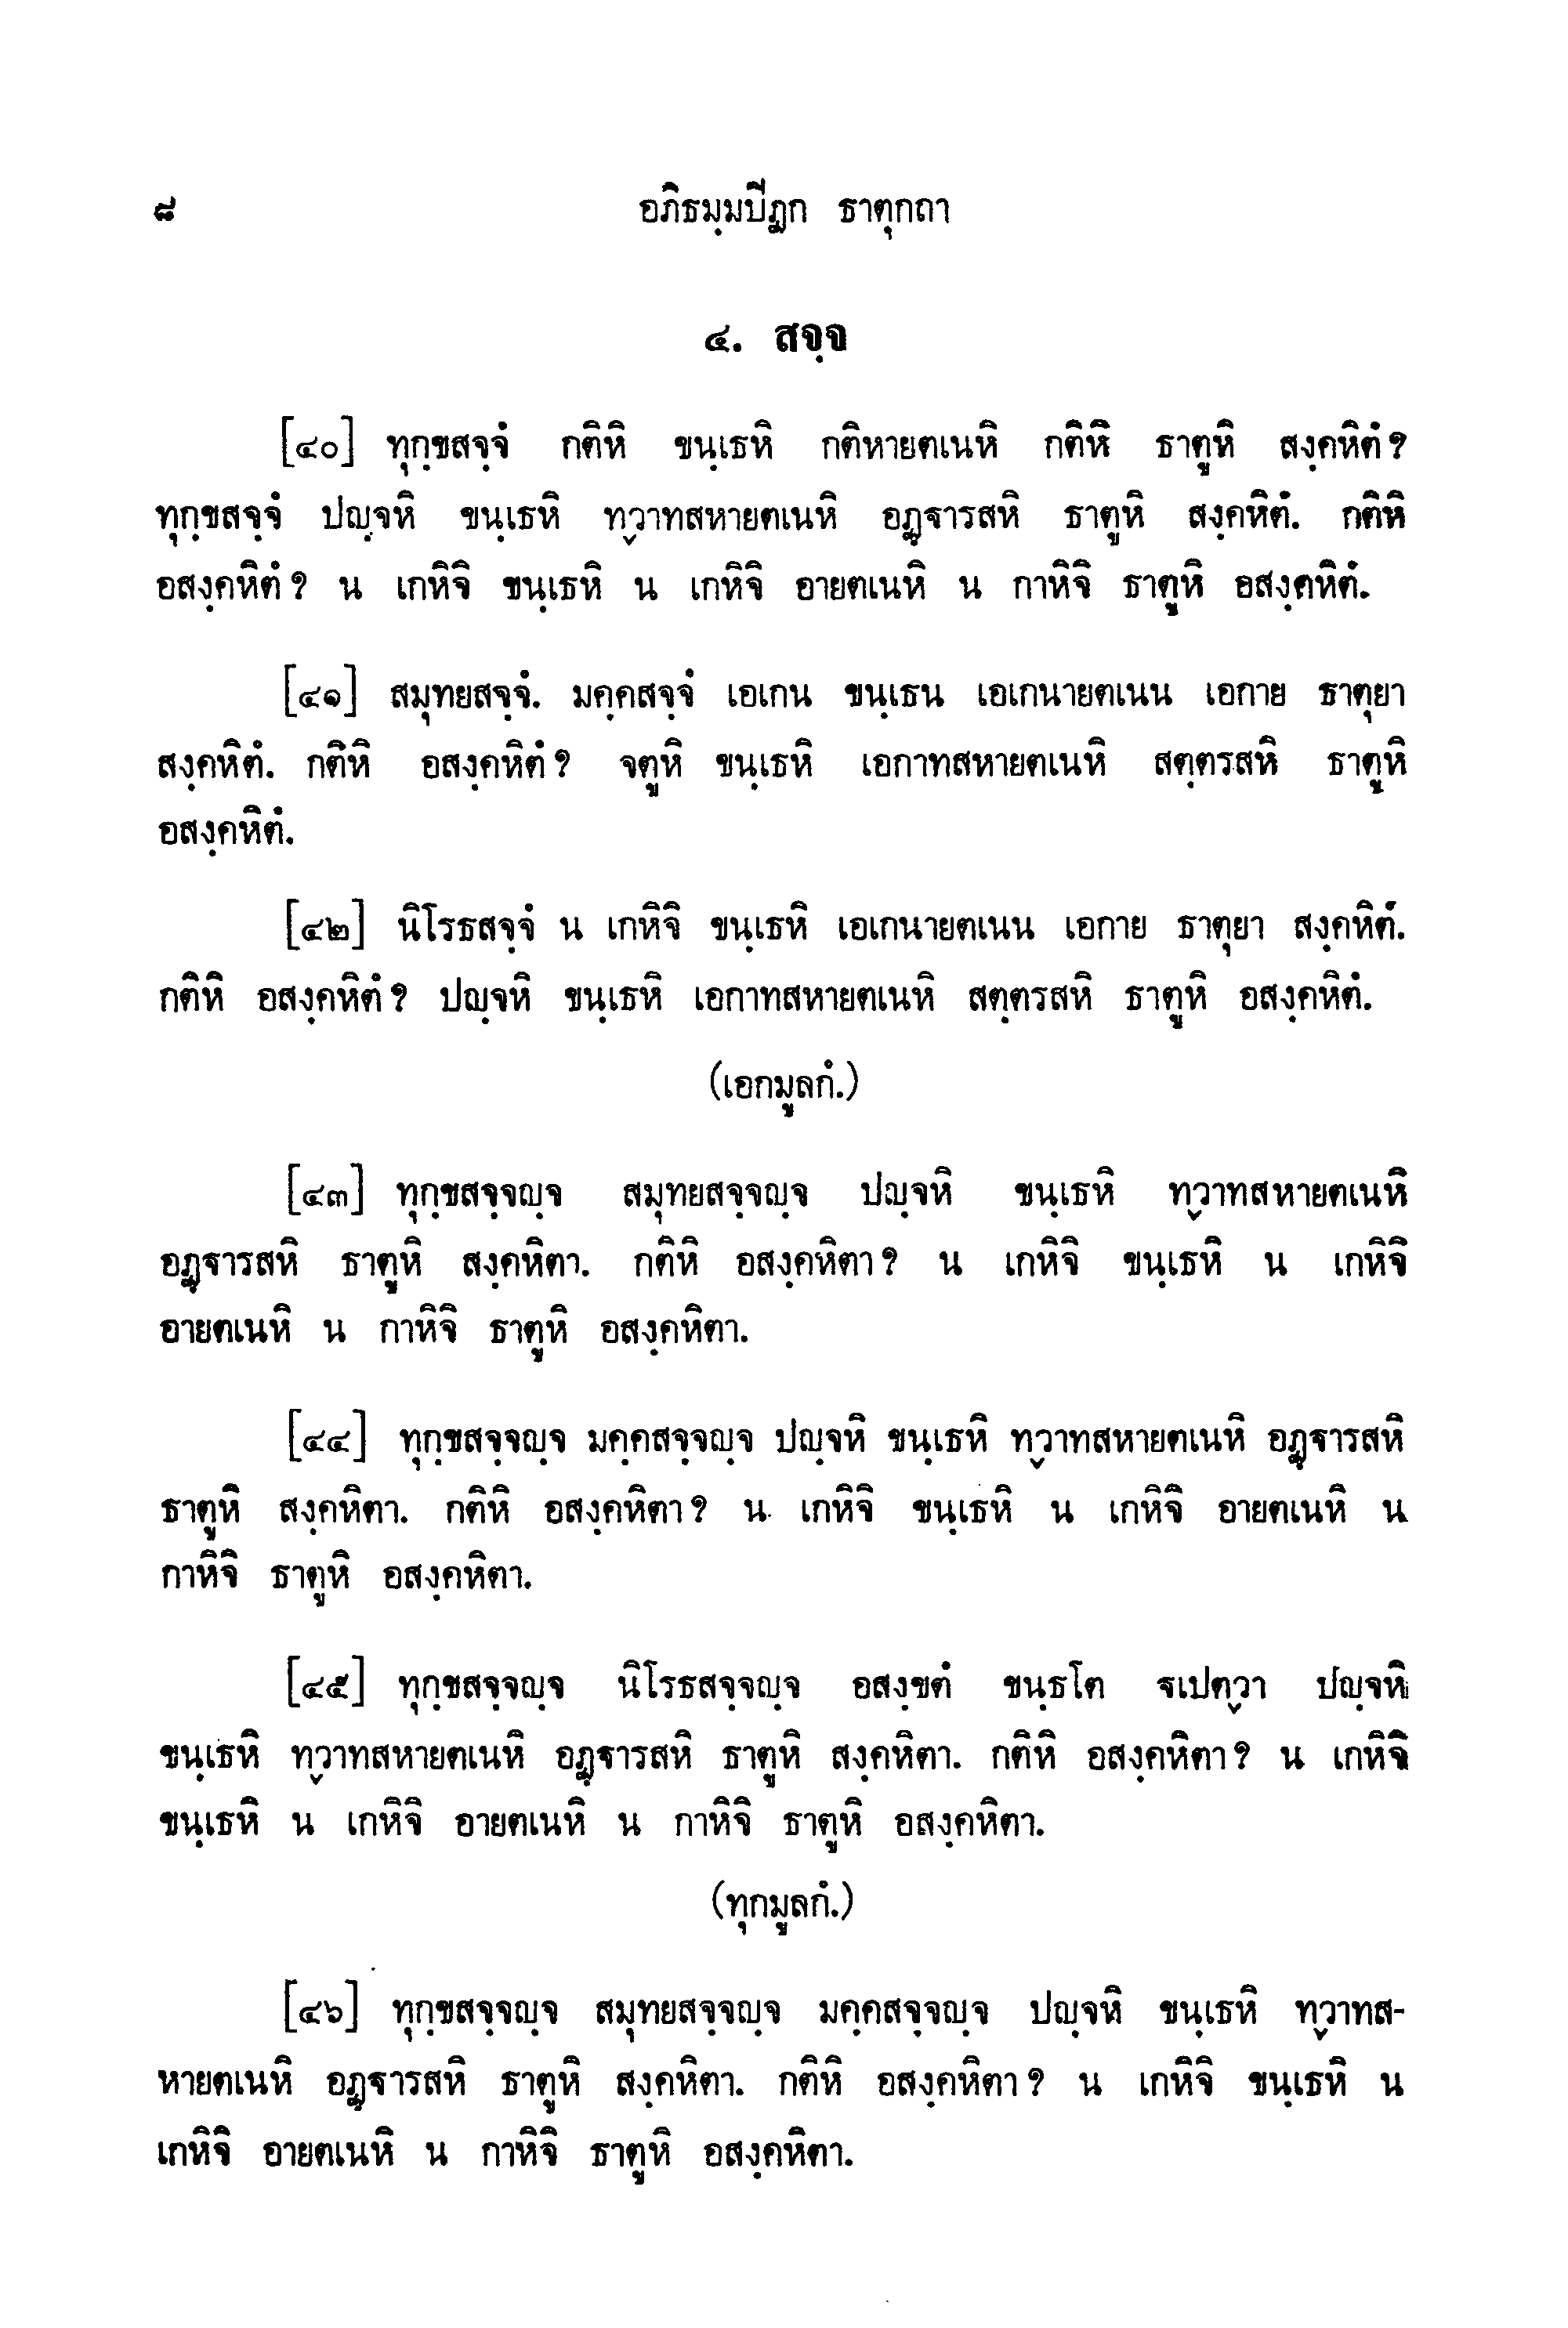 ๘ อภิธมฺมปีฏก ธาตุกถา
๔. สจฺจ
[๔๐] ทุกฺขสจฺจํ กติหิ ขนฺเธหิ กติหายตเนหิ กติหิ ธาตูหิ สงฺคหิตํ?
ทุกฺขสจฺจํ ปญฺจหิ ขนฺเธหิ ทฺวาทสหายตเนหิ อฏฺฐารสหิ ธาตูหิ สงฺคหิตํ. กติหิ
อสงฺคหิตํ? น เกหิจิ ขนฺเธหิ น เกหิจิ อายตเนหิ น กาหิจิ ธาตูหิ อสงฺคหิตํ.
[๔๑] สมุทยสจฺจํ. มคฺคสจฺจํ เอเกน ขนฺเธน เอเกนายตเนน เอกาย ธาตุยา
สงฺคหิตํ. กติหิ อสงฺคหิตํ? จตูหิ ขนฺเธหิ เอกาทสหายตเนหิ สตฺตรสหิ ธาตูหิ
อสงฺคหิตํ.
[๔๒] นิโรธสจฺจํ น เกหิจิ ขนฺเธหิ เอเกนายตเนน เอกาย ธาตุยา สงฺคหิตํ.
กติหิ อสงฺคหิตํ? ปญฺจหิ ขนฺเธหิ เอกาทสหายตเนหิ สตฺตรสหิ ธาตูหิ อสงฺคหิตํ.
(เอกมูลกํ.)
[๔๓] ทุกฺขสจฺจญฺจ สมุทยสจฺจญฺจ ปญฺจหิ ขนฺเธหิ ทฺวาทสหายตเนหิ
อฏฺฐารสหิ ธาตูหิ สงฺคหิตา. กติหิ อสงฺคหิตา? น เกหิจิ ขนฺเธหิ น เกหิจิ
อายตเนหิ น กาหิจิ ธาตูหิ อสงฺคหิตา.
[๔๔] ทุกฺขสจฺจญฺจ มคฺคสจฺจญฺจ ปญฺจหิ ขนฺเธหิ ทฺวาทสหายตเนหิ อฏฺฐารสหิ
ธาตูหิ สงฺคหิตา. กติหิ อสงฺคหิตา? น เกหิจิ ขนฺเธหิ น เกหิจิ อายตเนหิ น
กาหิจิ ธาตูหิ อสงฺคหิตา.
[๔๕] ทุกฺขสจฺจญฺจ นิโรธสจฺจญฺจ อสงฺขตํ ขนฺธโต ฐเปตฺวา ปญฺจหิ
ขนฺเธหิ ทฺวาทสหายตเนหิ อฏฺฐารสหิ ธาตูหิ สงฺคหิตา. กติหิ อสงฺคหิตา? น เกหิจิ
ขนฺเธหิ น เกหิจิ อายตเนหิ น กาหิจิ ธาตูหิ อสงฺคหิตา.
(ทุกมูลกํ.)
[๔๖] ทุกฺขสจฺจญฺจ สมุทยสจฺจญฺจ มคฺคสจฺจญฺจ ปญฺจหิ ขนฺเธหิ ทฺวาทส-
หายตเนหิ อฏฺฐารสหิ ธาตูหิ สงฺคหิตา. กติหิ อสงฺคหิตา? น เกหิจิ ขนฺเธหิ น
เกหิจิ อายตเนหิ น กาหิจิ ธาตูหิ อสงฺคหิตา.